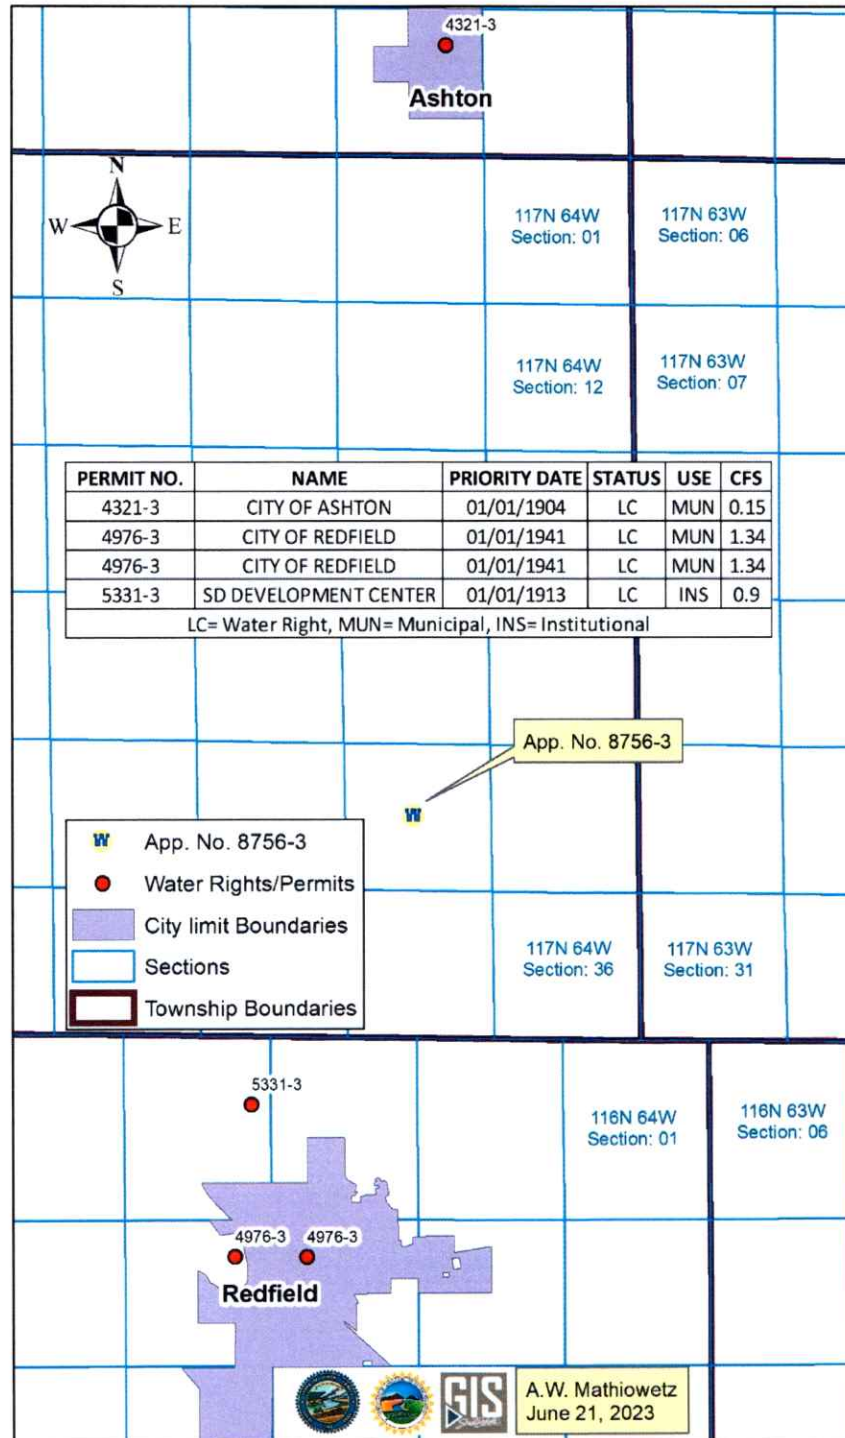 4321-3
Ashton
N
W E
S
117N 64W
Section: 01
117N 63W
Section: 06
117N 64W
Section: 12
117N 63W
Section: 07
PERMIT NO. NAME PRIORITY DATE STATUS USE CFS
4321-3 CITY OF ASHTON 01/01/1904 LC MUN 0.15
4976-3 CITY OF REDFIELD 01/01/1941 LC MUN 1.34
4976-3 CITY OF REDFIELD 01/01/1941 LC MUN 1.34
5331-3 SD DEVELOPMENT CENTER 01/01/1913 LC INS 0.9
LC= Water Right, MUN= Municipal, INS= Institutional
App. No. 8756-3
W
W App. No. 8756-3
Water Rights/Permits
City limit Boundaries
Sections
Township Boundaries
117N 64W
Section: 36
117N 63W
Section: 31
5331-3
116N 64W
Section: 01
116N 63W
Section: 06
4976-3 4976-3
Redfield
GIS
A.W. Mathiowetz
June 21, 2023